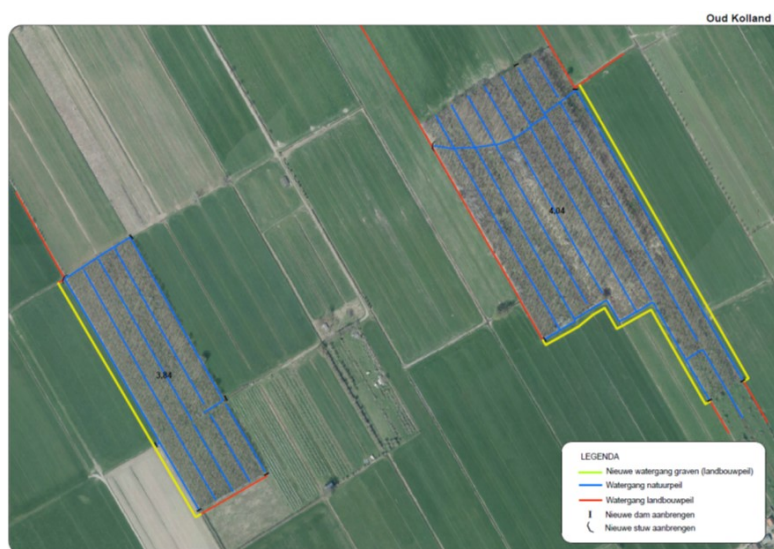 Oud Kolland
4.04
3.84
LEGENDA
Nieuwe watergang graven (landbouwpeil)
Watergang natuurpeil
Watergang landbouwpeil
Nieuwe dam aanbrengen
Nieuwe stuw aanbrengen